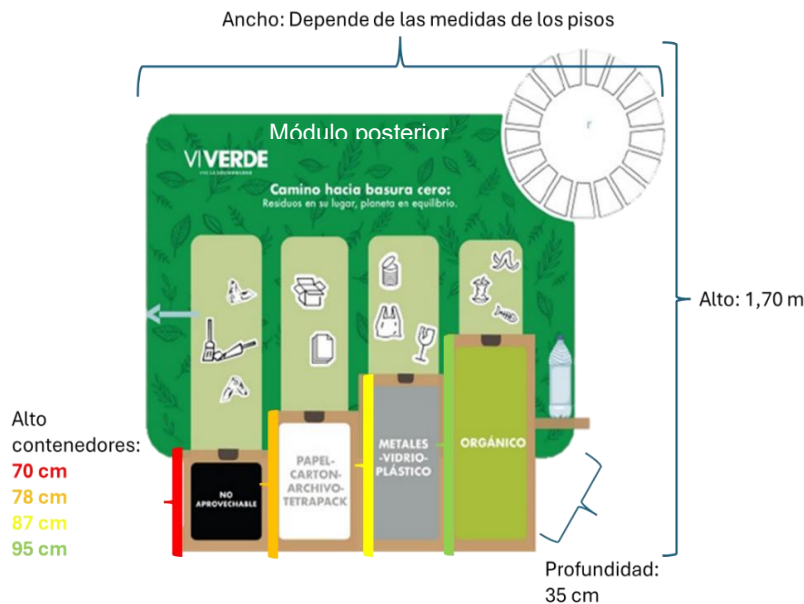 Ancho: Depende de las medidas de los pisos
Módulo posterior
VIVERDE
Camino hacia basura cero:
Residuos en su lugar, planeta en equilibrio.
r
Alto: 1,70 m
Alto
contenedores:
70 cm
78 cm
87 cm
95 cm
NO
APROVECHABLE
PAPEL-
CARTON-
ARCHIVO-
TETRAPACK
METALES
-VIDRIO-
PLÁSTICO
ORGÁNICO
Profundidad:
35 cm